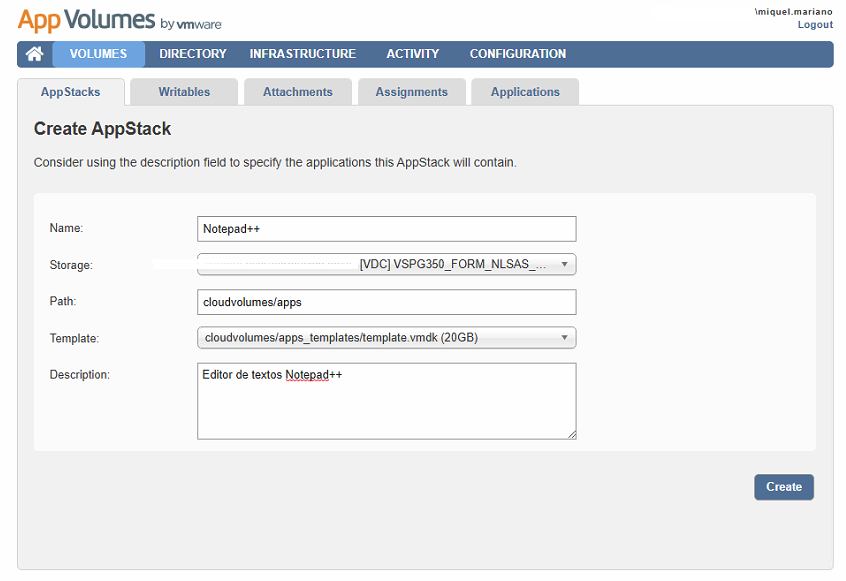 App Volumes by vmware
\miquel.mariano
Logout
VOLUMES DIRECTORY INFRASTRUCTURE ACTIVITY CONFIGURATION
AppStacks Writables Attachments Assignments Applications
Create AppStack
Consider using the description field to specify the applications this AppStack will contain.
Name: Notepad++
Storage: [VDC] VSPG350_FORM_NLSAS_...
Path: cloudvolumes/apps
Template: cloudvolumes/apps_templates/template.vmdk (20GB)
Description: Editor de textos Notepad++
Create